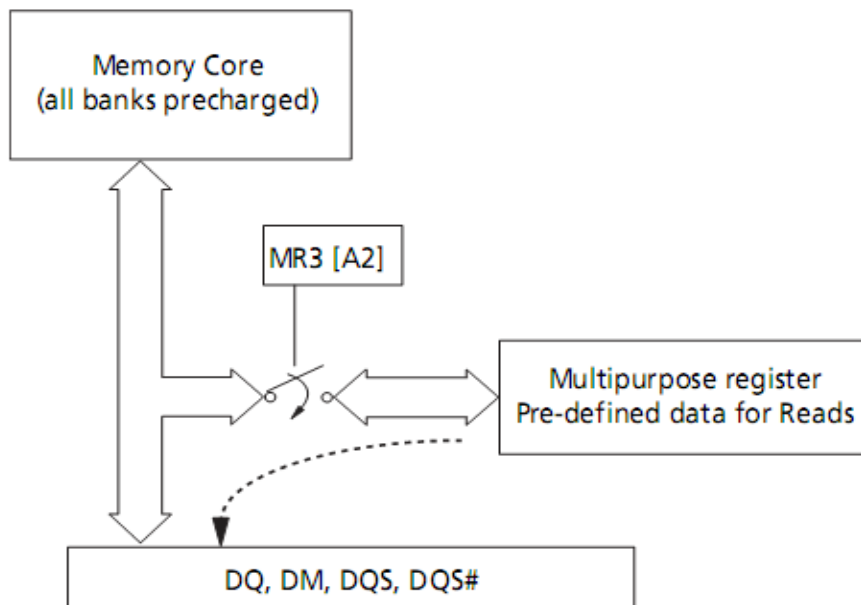 Memory Core
(all banks precharged)
MR3 [A2]
Multipurpose register
Pre-defined data for Reads
DQ, DM, DQS, DQS#